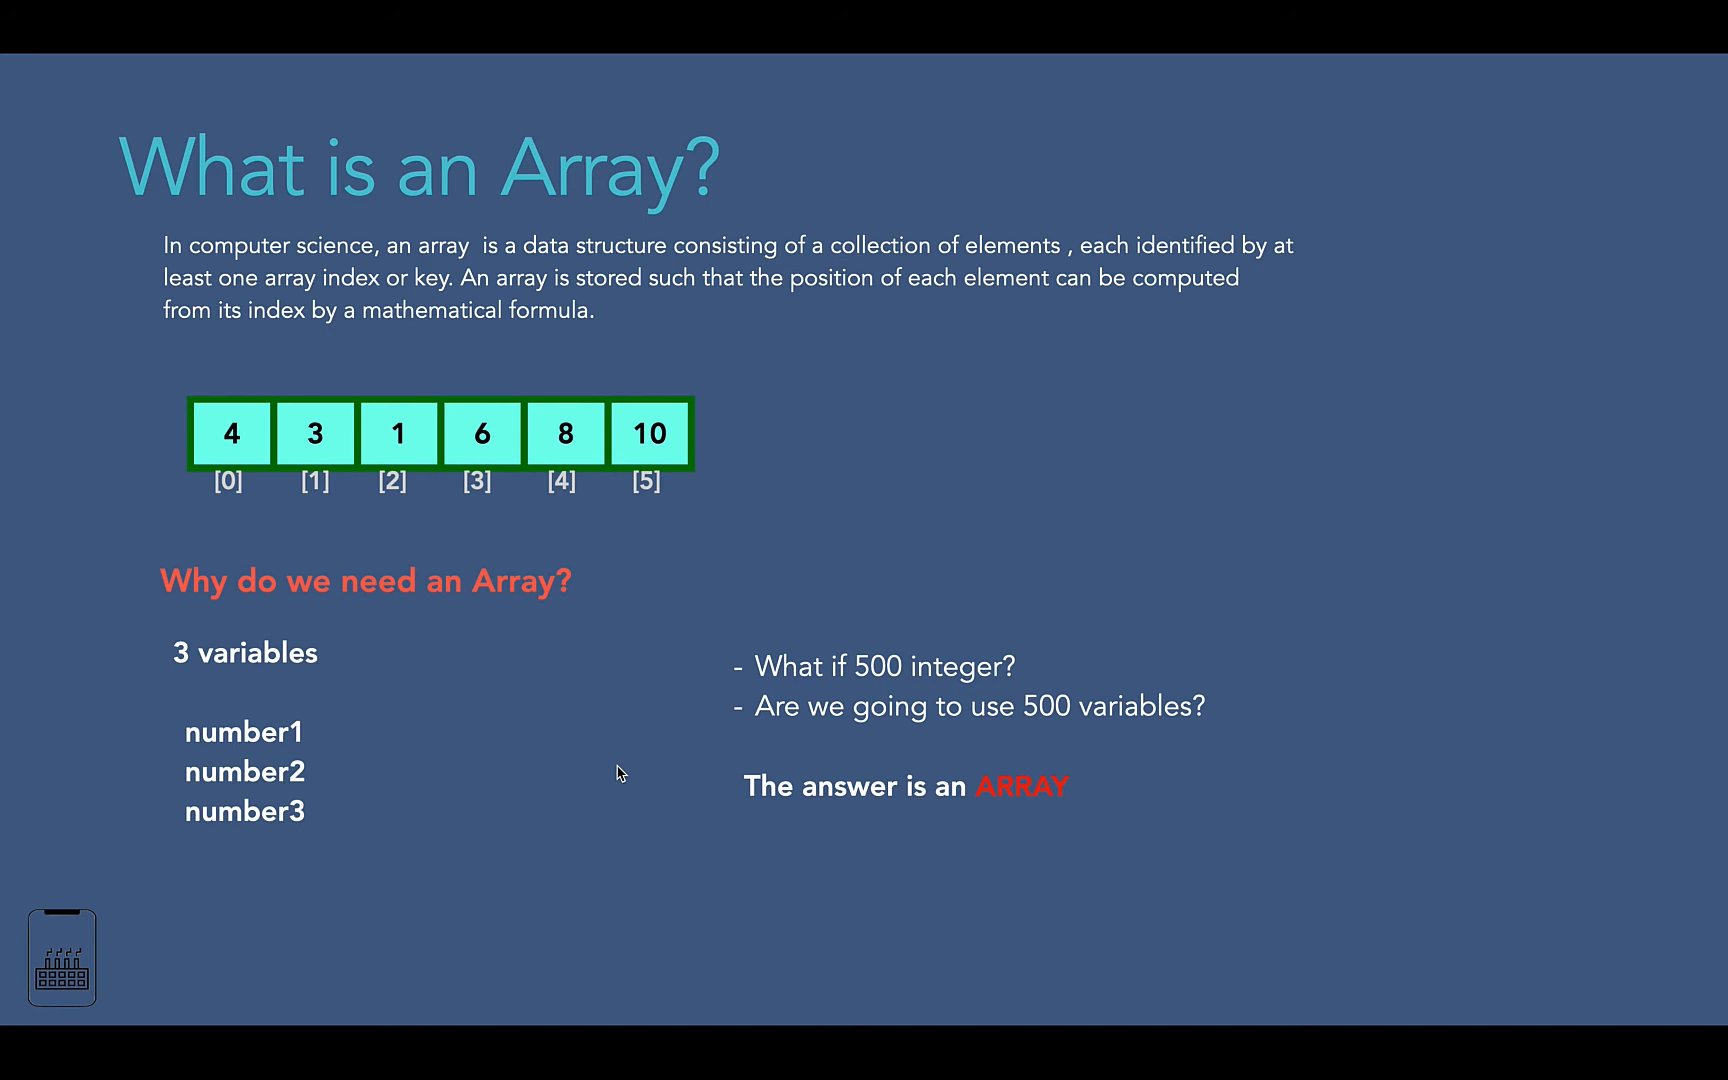 What is an Array?
In computer science, an array is a data structure consisting of a collection of elements , each identified by at
least one array index or key. An array is stored such that the position of each element can be computed
from its index by a mathematical formula.
4 3 1 6 8 10
[0] [1] [2] [3] [4] [5]
Why do we need an Array?
3 variables
number1
number2
number3
- What if 500 integer?
- Are we going to use 500 variables?
The answer is an ARRAY